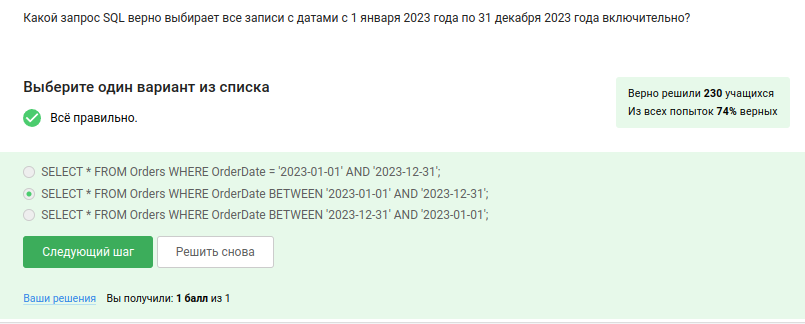 Какой запрос SQL верно выбирает все записи с датами с 1 января 2023 года по 31 декабря 2023 года включительно?
Выберите один вариант из списка
Верно решили 230 учащихся
Из всех попыток 74% верных
Всё правильно.
SELECT * FROM Orders WHERE OrderDate = '2023-01-01' AND '2023-12-31';
SELECT * FROM Orders WHERE OrderDate BETWEEN '2023-01-01' AND '2023-12-31';
SELECT * FROM Orders WHERE OrderDate BETWEEN '2023-12-31' AND '2023-01-01';
Следующий шаг Решить снова
Ваши решения Вы получили: 1 балл из 1